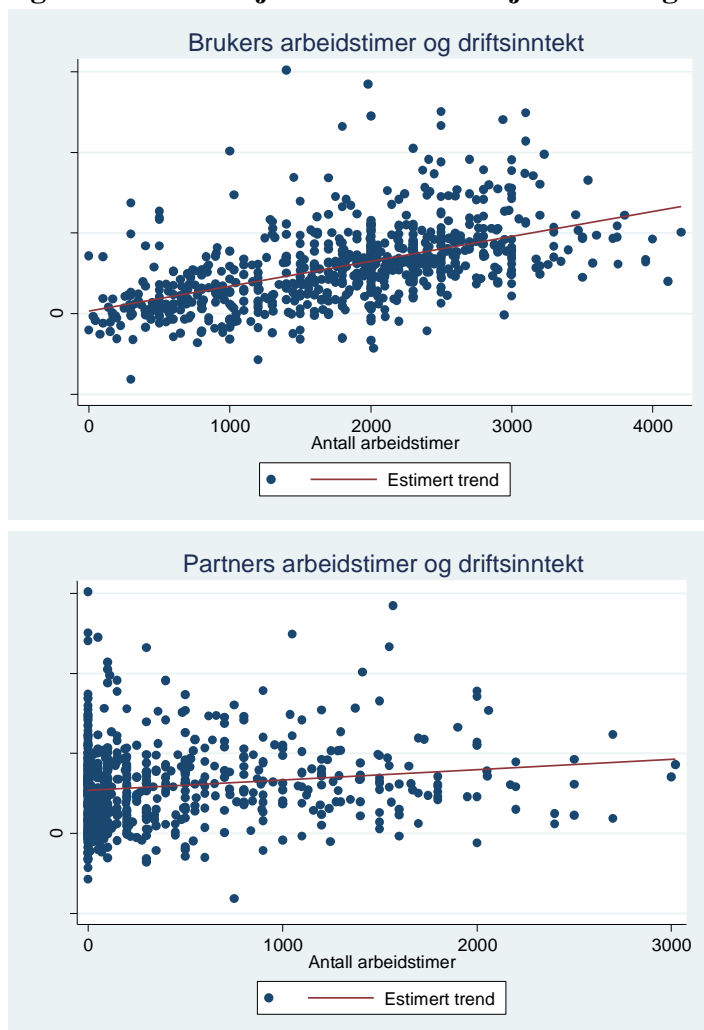 Brukers arbeidstimer og driftsinntekt
0
0 1000 2000 3000 4000
Antall arbeidstimer
Estimert trend
Partners arbeidstimer og driftsinntekt
0
0 1000 2000 3000
Antall arbeidstimer
Estimert trend